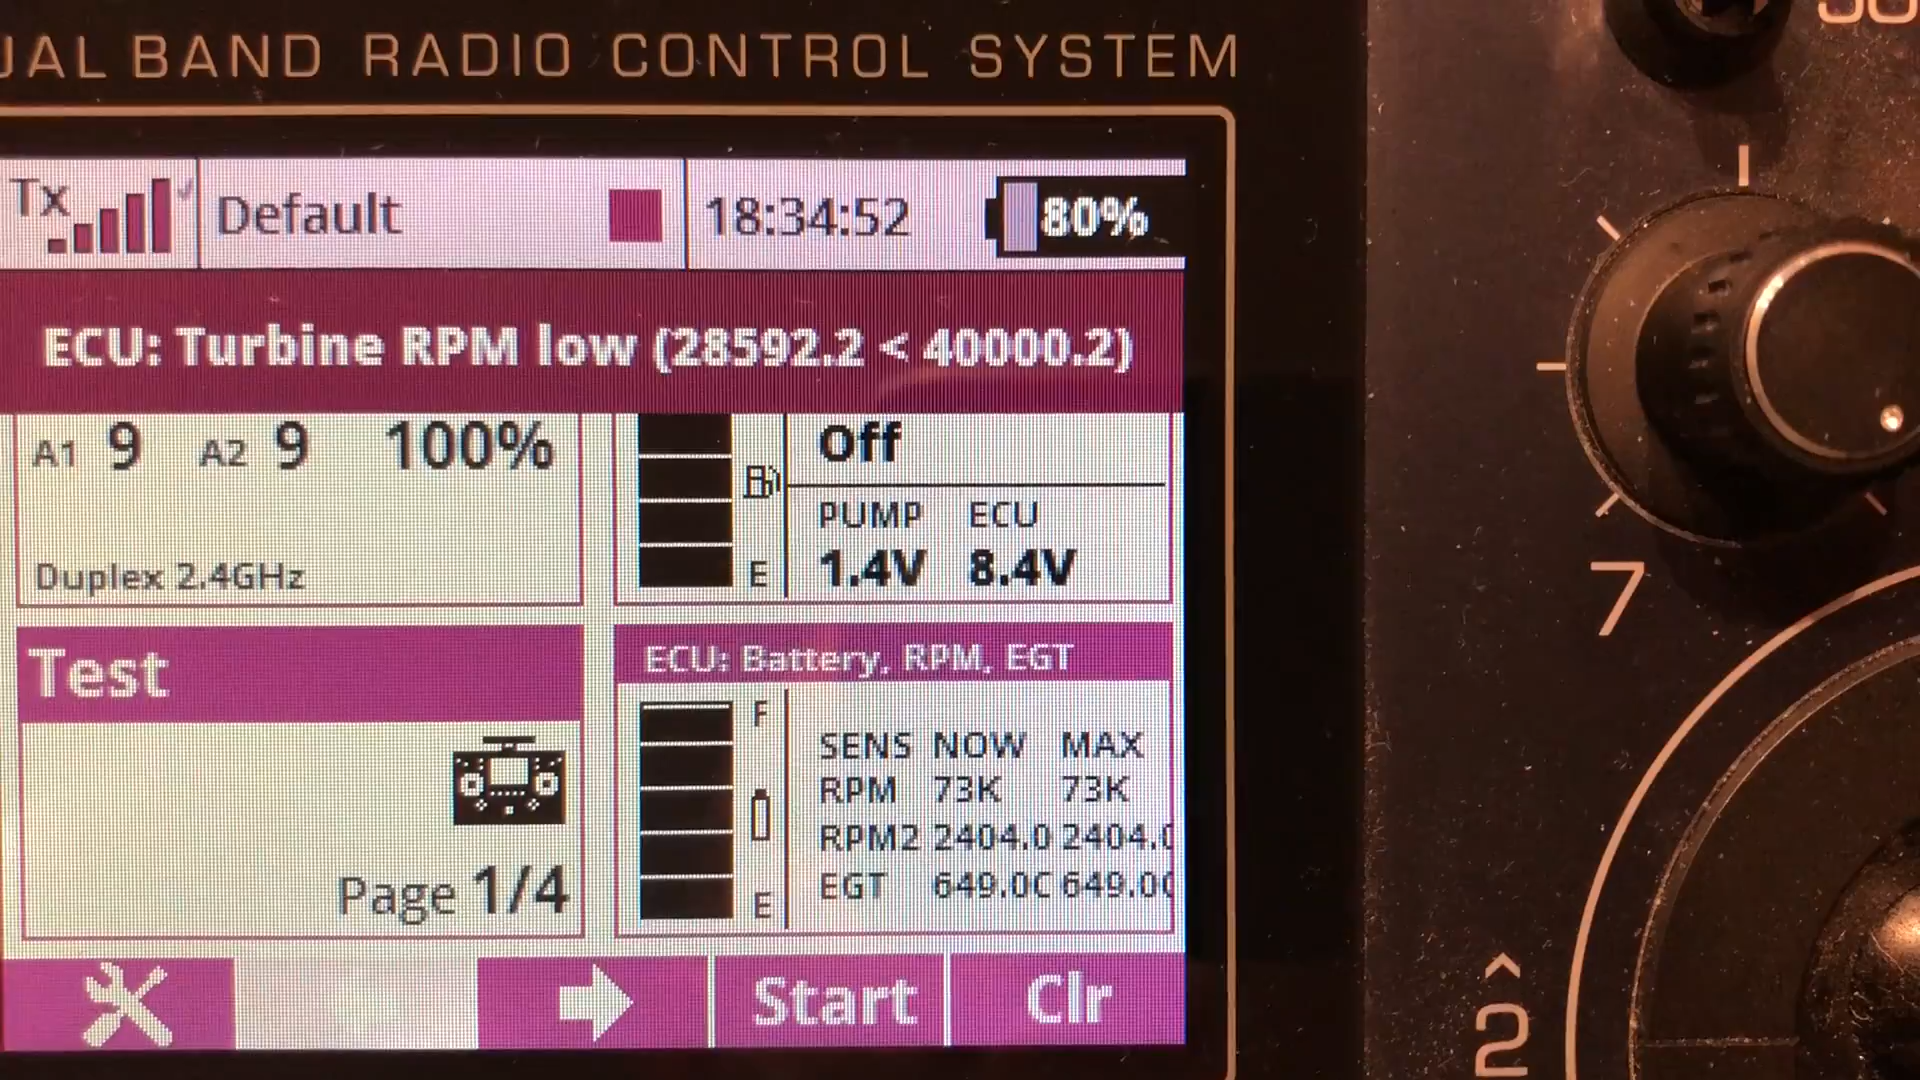 BAND RADIO CONTROL SYSTEM
Tx Default 18:34:52 80%
ECU: Turbine RPM low (28592.2 < 40000.2)
A1 9 A2 9 100%
Duplex 2.4GHz
Off
PUMP ECU
E 1.4V 8.4V
Test
Page 1/4
ECU: Battery, RPM, EGT
F
SENS NOW MAX
RPM 73K 73K
RPM2 2404.0 2404.0
EGT 649.0C 649.0C
E
Start Clr
7
2